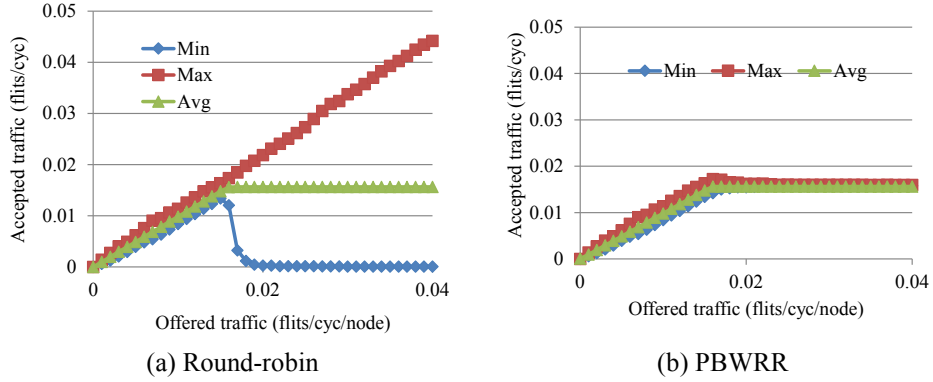 0.05
0.04
0.03
0.02
0.01
0
Accepted traffic (flits/cyc)
Min
Max
Avg
0
0.02
0.04
Offered traffic (flits/cyc/node)
(a) Round-robin
0.05
0.04
0.03
0.02
0.01
0
Accepted traffic (flits/cyc)
Min Max Avg
0
0.02
0.04
Offered traffic (flits/cyc/node)
(b) PBWRR